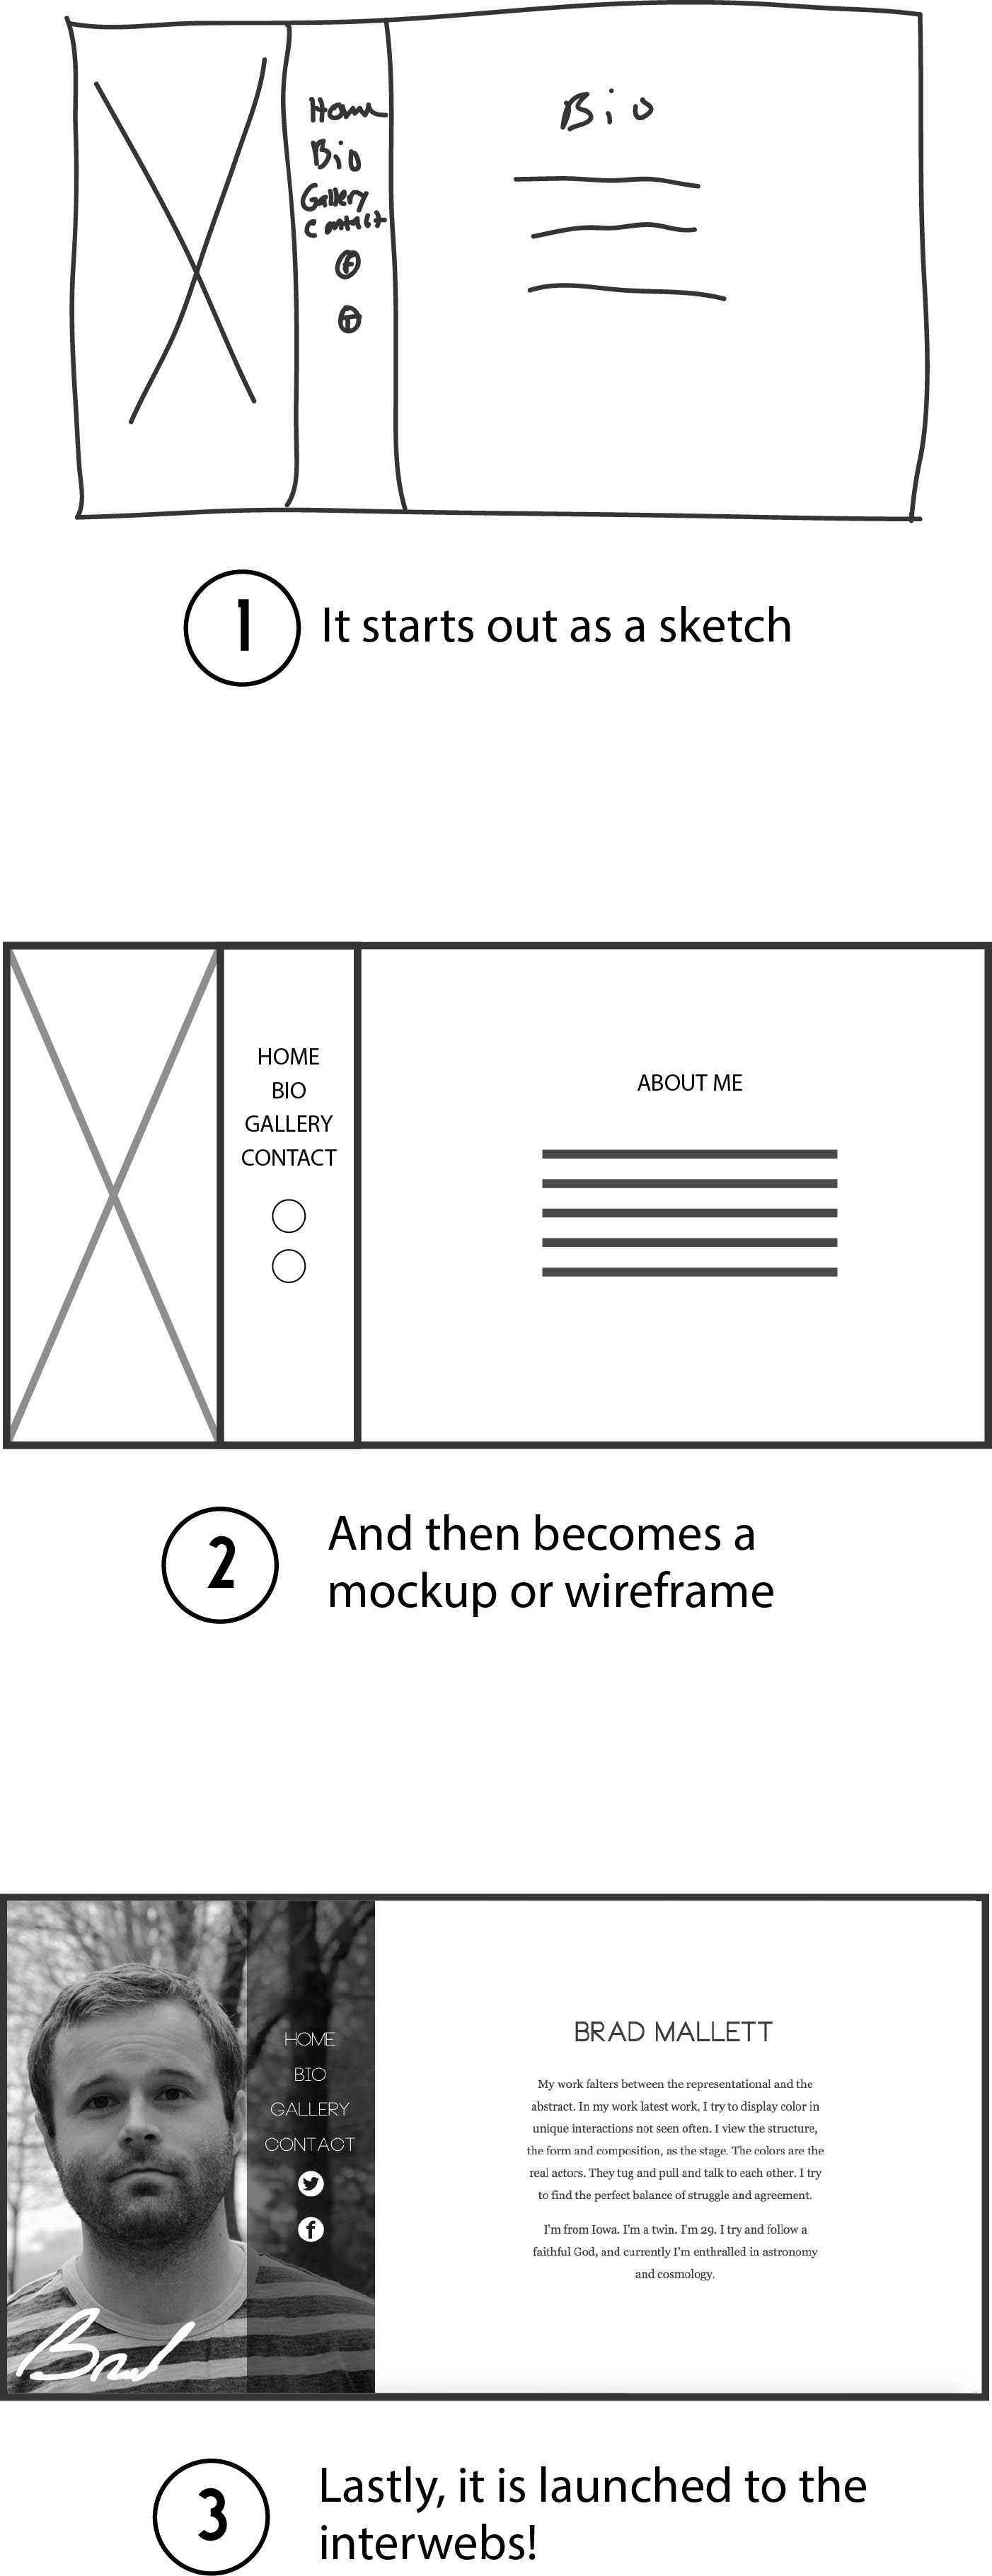 Home
Bio
Gallery
Contact
F
T
Bio
1 It starts out as a sketch
HOME
BIO
GALLERY
CONTACT
ABOUT ME
2 And then becomes a
mockup or wireframe
HOME
BIO
GALLERY
CONTACT
f
Brad
BRAD MALLETT
My work falters between the representational and the
abstract. In my work latest work, I try to display color in
unique interactions not seen often. I view the structure,
the form and composition, as the stage. The colors are the
real actors. They tug and pull and talk to each other. I try
to find the perfect balance of struggle and agreement.
I'm from Iowa. I'm a twin. I'm 29. I try and follow a
faithful God, and currently I'm enthralled in astronomy
and cosmology.
3 Lastly, it is launched to the
interwebs!